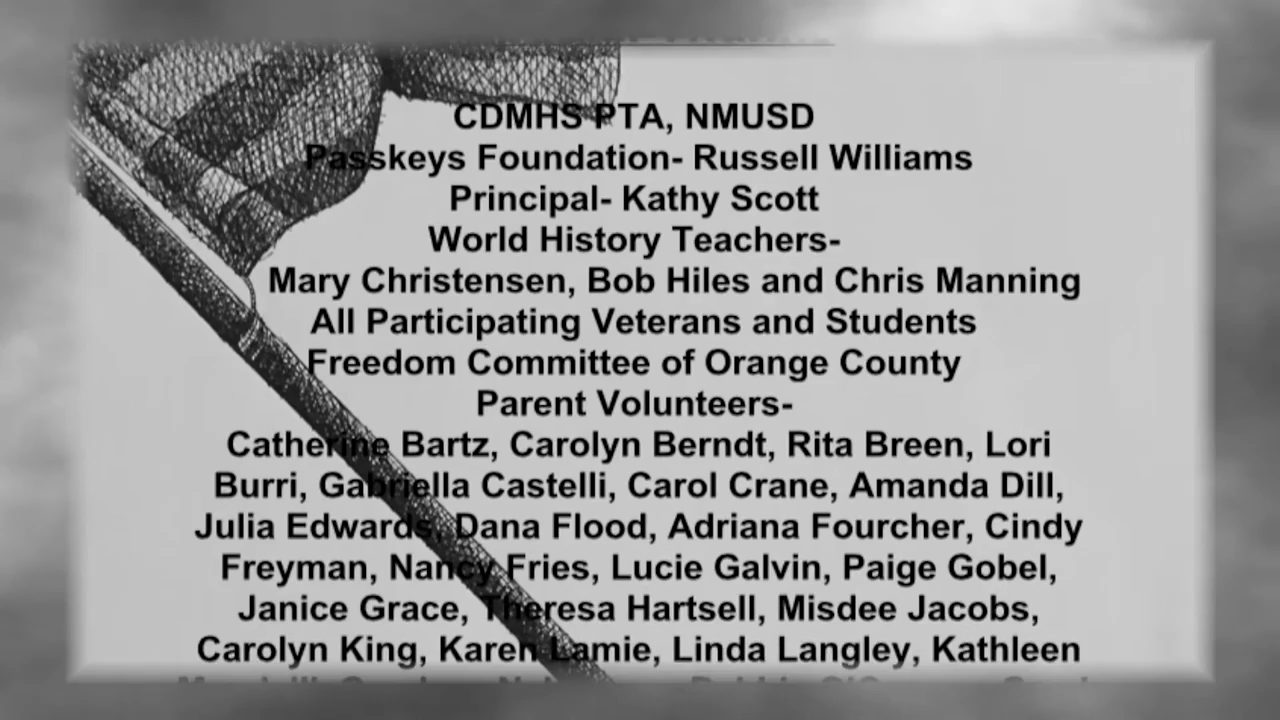 CDMHS PTA, NMUSD
Passkeys Foundation- Russell Williams
Principal- Kathy Scott
World History Teachers-
Mary Christensen, Bob Hiles and Chris Manning
All Participating Veterans and Students
Freedom Committee of Orange County
Parent Volunteers-
Catherine Bartz, Carolyn Berndt, Rita Breen, Lori
Burri, Gabriella Castelli, Carol Crane, Amanda Dill,
Julia Edwards, Dana Flood, Adriana Fourcher, Cindy
Freyman, Nancy Fries, Lucie Galvin, Paige Gobel,
Janice Grace, Theresa Hartsell, Misdee Jacobs,
Carolyn King, Karen Lamie, Linda Langley, Kathleen